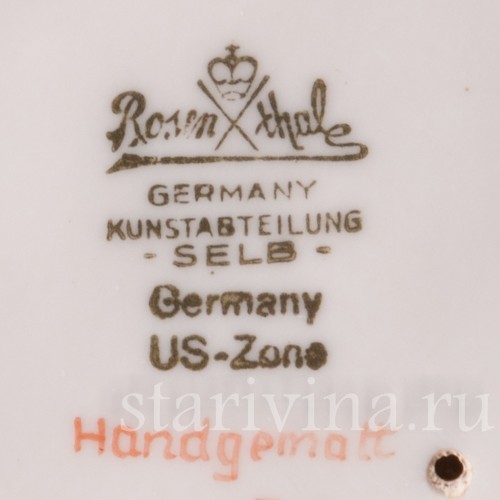 Rosenthal
GERMANY
KUNSTABTEILUNG
- SELB -
Germany
US-Zone
starivina.ru
Handgemalt